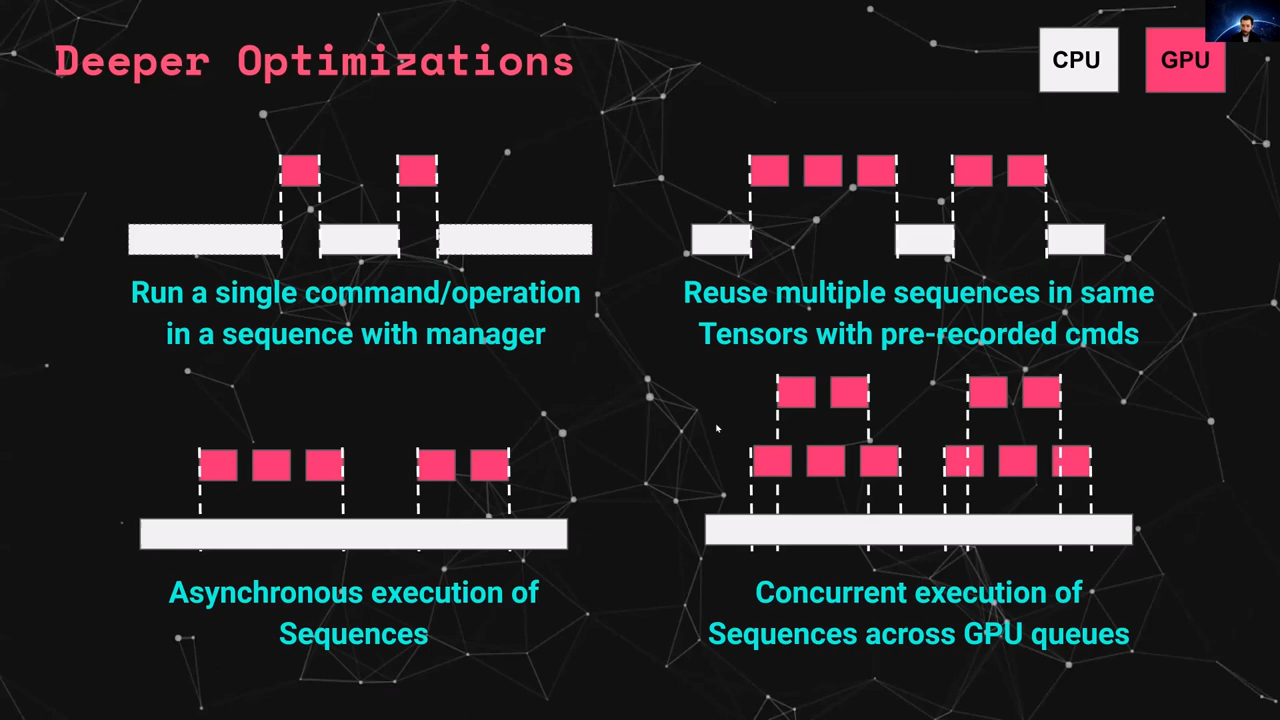 Deeper Optimizations
CPU
GPU
Run a single command/operation
in a sequence with manager
Reuse multiple sequences in same
Tensors with pre-recorded cmds
Asynchronous execution of
Sequences
Concurrent execution of
Sequences across GPU queues